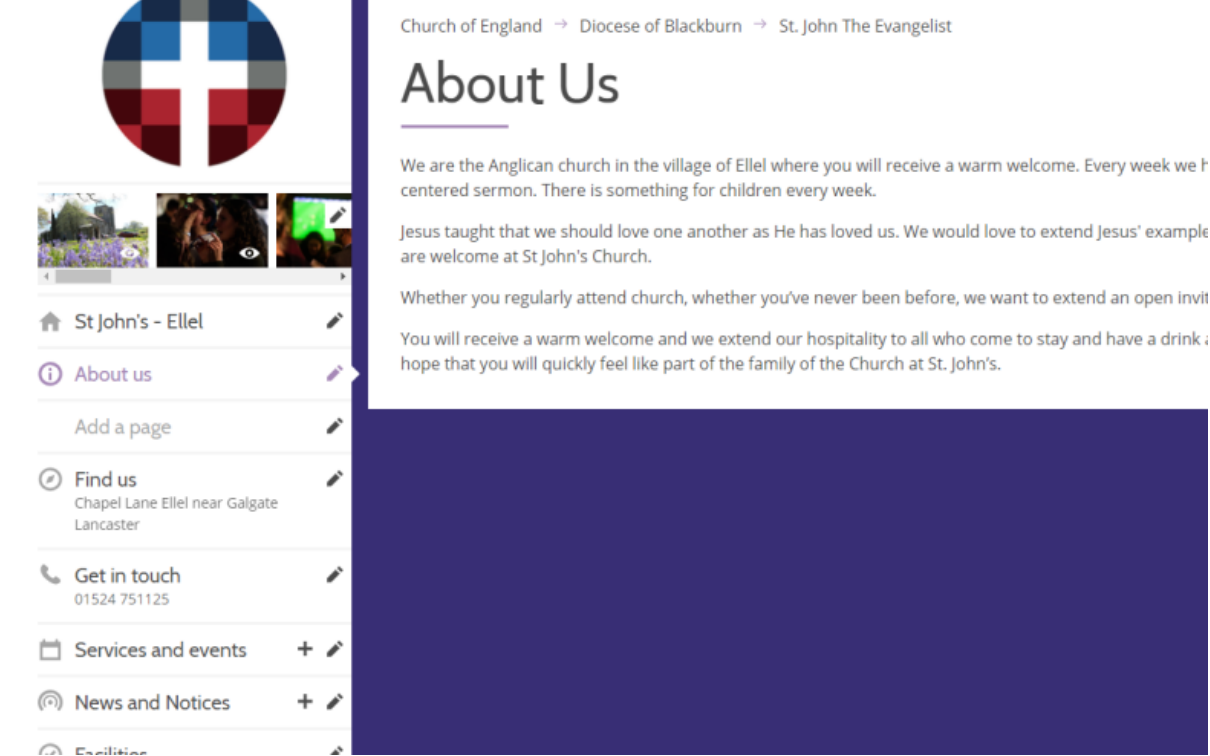 Church of England → Diocese of Blackburn → St. John The Evangelist
About Us
We are the Anglican church in the village of Ellel where you will receive a warm welcome. Every week we
centered sermon. There is something for children every week.
Jesus taught that we should love one another as He has loved us. We would love to extend Jesus' example
are welcome at St John's Church.
Whether you regularly attend church, whether you've never been before, we want to extend an open
You will receive a warm welcome and we extend our hospitality to all who come to stay and have a drink
hope that you will quickly feel like part of the family of the Church at St. John's.
St John's - Ellel
About us
Add a page
Find us
Chapel Lane Ellel near Galgate
Lancaster
Get in touch
01524 751125
Services and events
News and Notices
Facilities